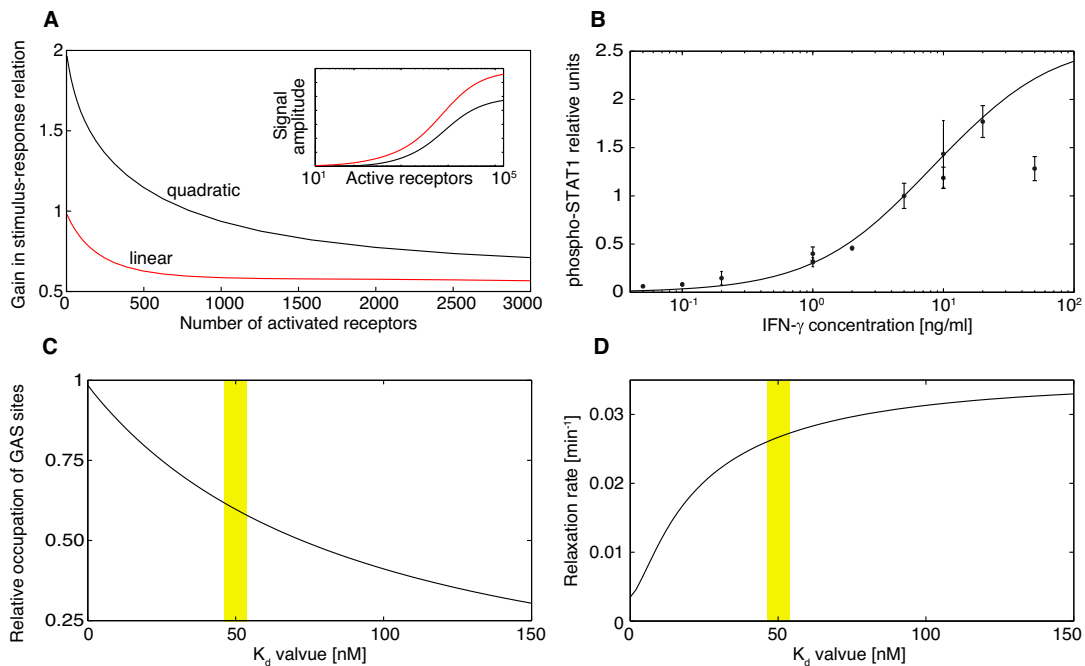 A
Gain in stimulus-response relation
2
1
0.5
quadratic
linear
0
500
1000
1500
2000
2500
3000
Number of activated receptors
Signal
amplitude
10¹
Active receptors
10⁵
B
phospho-STAT1 relative units
2.5
2
1.5
1
0.5
0
10⁻¹
10⁰
10¹
10²
IFN-γ concentration [ng/ml]
C
Relative occupation of GAS sites
1
0.75
0.50
0.25
0
50
100
150
K_d valvue [nM]
D
Relaxation rate [min⁻¹]
0.03
0.02
0.01
0
0
50
100
150
K_d valvue [nM]